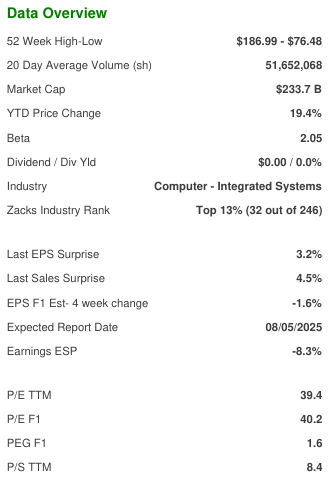 Data Overview
52 Week High-Low $186.99 - $76.48
20 Day Average Volume (sh) 51,652,068
Market Cap $233.7 B
YTD Price Change 19.4%
Beta 2.05
Dividend / Div Yld $0.00 / 0.0%
Industry Computer - Integrated Systems
Zacks Industry Rank Top 13% (32 out of 246)
Last EPS Surprise 3.2%
Last Sales Surprise 4.5%
EPS F1 Est- 4 week change -1.6%
Expected Report Date 08/05/2025
Earnings ESP -8.3%
P/E TTM 39.4
P/E F1 40.2
PEG F1 1.6
P/S TTM 8.4